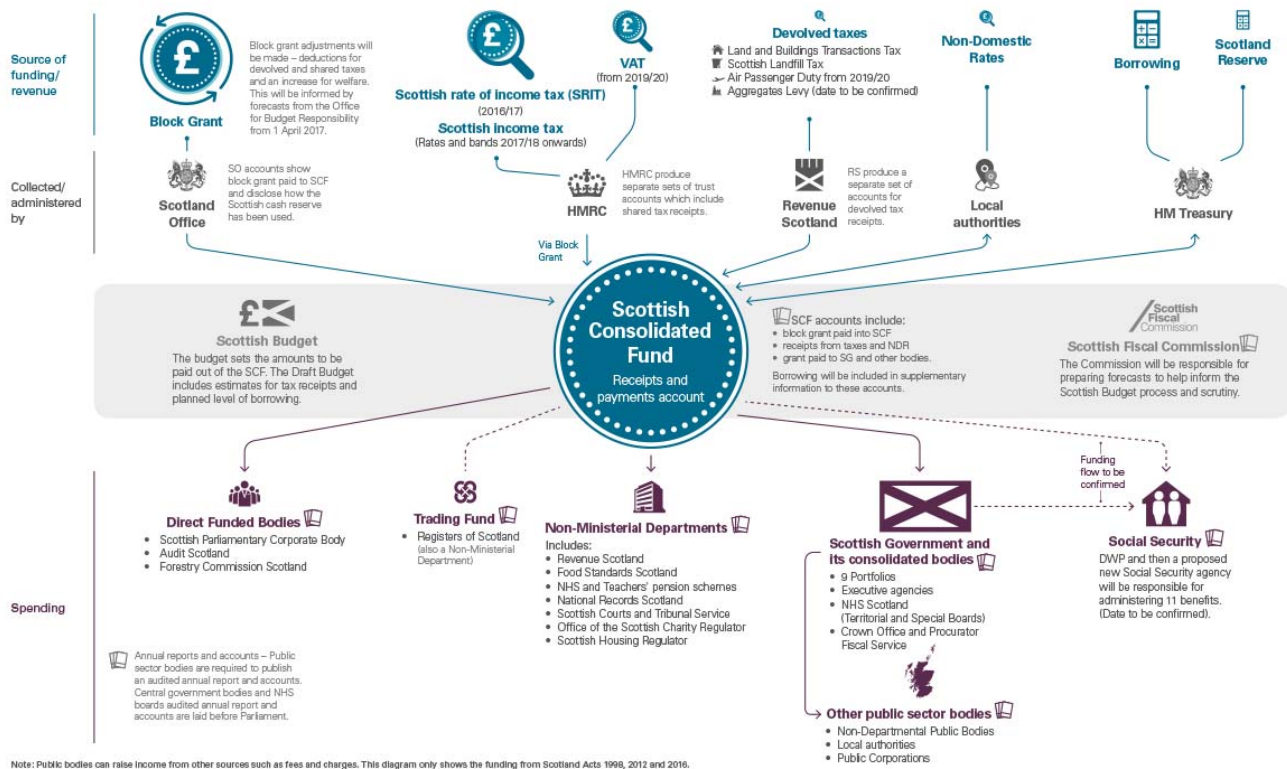 Source of
funding/
revenue
Block grant adjustments will
be made – deductions for
devolved and shared taxes
and an increase for welfare.
This will be informed by
forecasts from the Office
for Budget Responsibility
from 1 April 2017.
Block Grant
Scottish rate of income tax (SRIT)
(2016/17)
Scottish income tax
(Rates and bands 2017/18 onwards)
VAT
(from 2019/20)
Devolved taxes
Land and Buildings Transactions Tax
Scottish Landfill Tax
Air Passenger Duty from 2019/20
Aggregates Levy (date to be confirmed)
Non-Domestic
Rates
Borrowing
Scotland
Reserve
Collected/
administered
by
Scotland
Office
SO accounts show
block grant paid to SCF
and disclose how the
Scottish cash reserve
has been used.
HMRC
HMRC produce
separate sets of trust
accounts which include
shared tax receipts.
Revenue
Scotland
RS produce a
separate set of
accounts for
devolved tax
receipts.
Local
authorities
HM Treasury
Via Block
Grant
£
Scottish Budget
The budget sets the amounts to be
paid out of the SCF. The Draft Budget
includes estimates for tax receipts and
planned level of borrowing.
Scottish
Consolidated
Fund
Receipts and
payments account
SCF accounts include:
• block grant paid into SCF
• receipts from taxes and NDR
• grant paid to SG and other bodies.
Borrowing will be included in supplementary
information to these accounts.
Scottish
Fiscal
Commission
Scottish Fiscal Commission
The Commission will be responsible for
preparing forecasts to help inform the
Scottish Budget process and scrutiny.
Spending
Direct Funded Bodies
• Scottish Parliamentary Corporate Body
• Audit Scotland
• Forestry Commission Scotland
Trading Fund
• Registers of Scotland
(also a Non-Ministerial
Department)
Non-Ministerial Departments
Includes:
• Revenue Scotland
• Food Standards Scotland
• NHS and Teachers' pension schemes
• National Records Scotland
• Scottish Courts and Tribunal Service
• Office of the Scottish Charity Regulator
• Scottish Housing Regulator
Scottish Government and
its consolidated bodies
• 9 Portfolios
• Executive agencies
• NHS Scotland
(Territorial and Special Boards)
• Crown Office and Procurator
Fiscal Service
Funding
flow to be
confirmed
Social Security
DWP and then a proposed
new Social Security agency
will be responsible for
administering 11 benefits.
(Date to be confirmed).
Other public sector bodies
• Non-Departmental Public Bodies
• Local authorities
• Public Corporations
Annual reports and accounts – Public
sector bodies are required to publish
an audited annual report and accounts.
Central government bodies and NHS
boards audited annual report and
accounts are laid before Parliament.
Note: Public bodies can raise income from other sources such as fees and charges. This diagram only shows the funding from Scotland Acts 1998, 2012 and 2016.